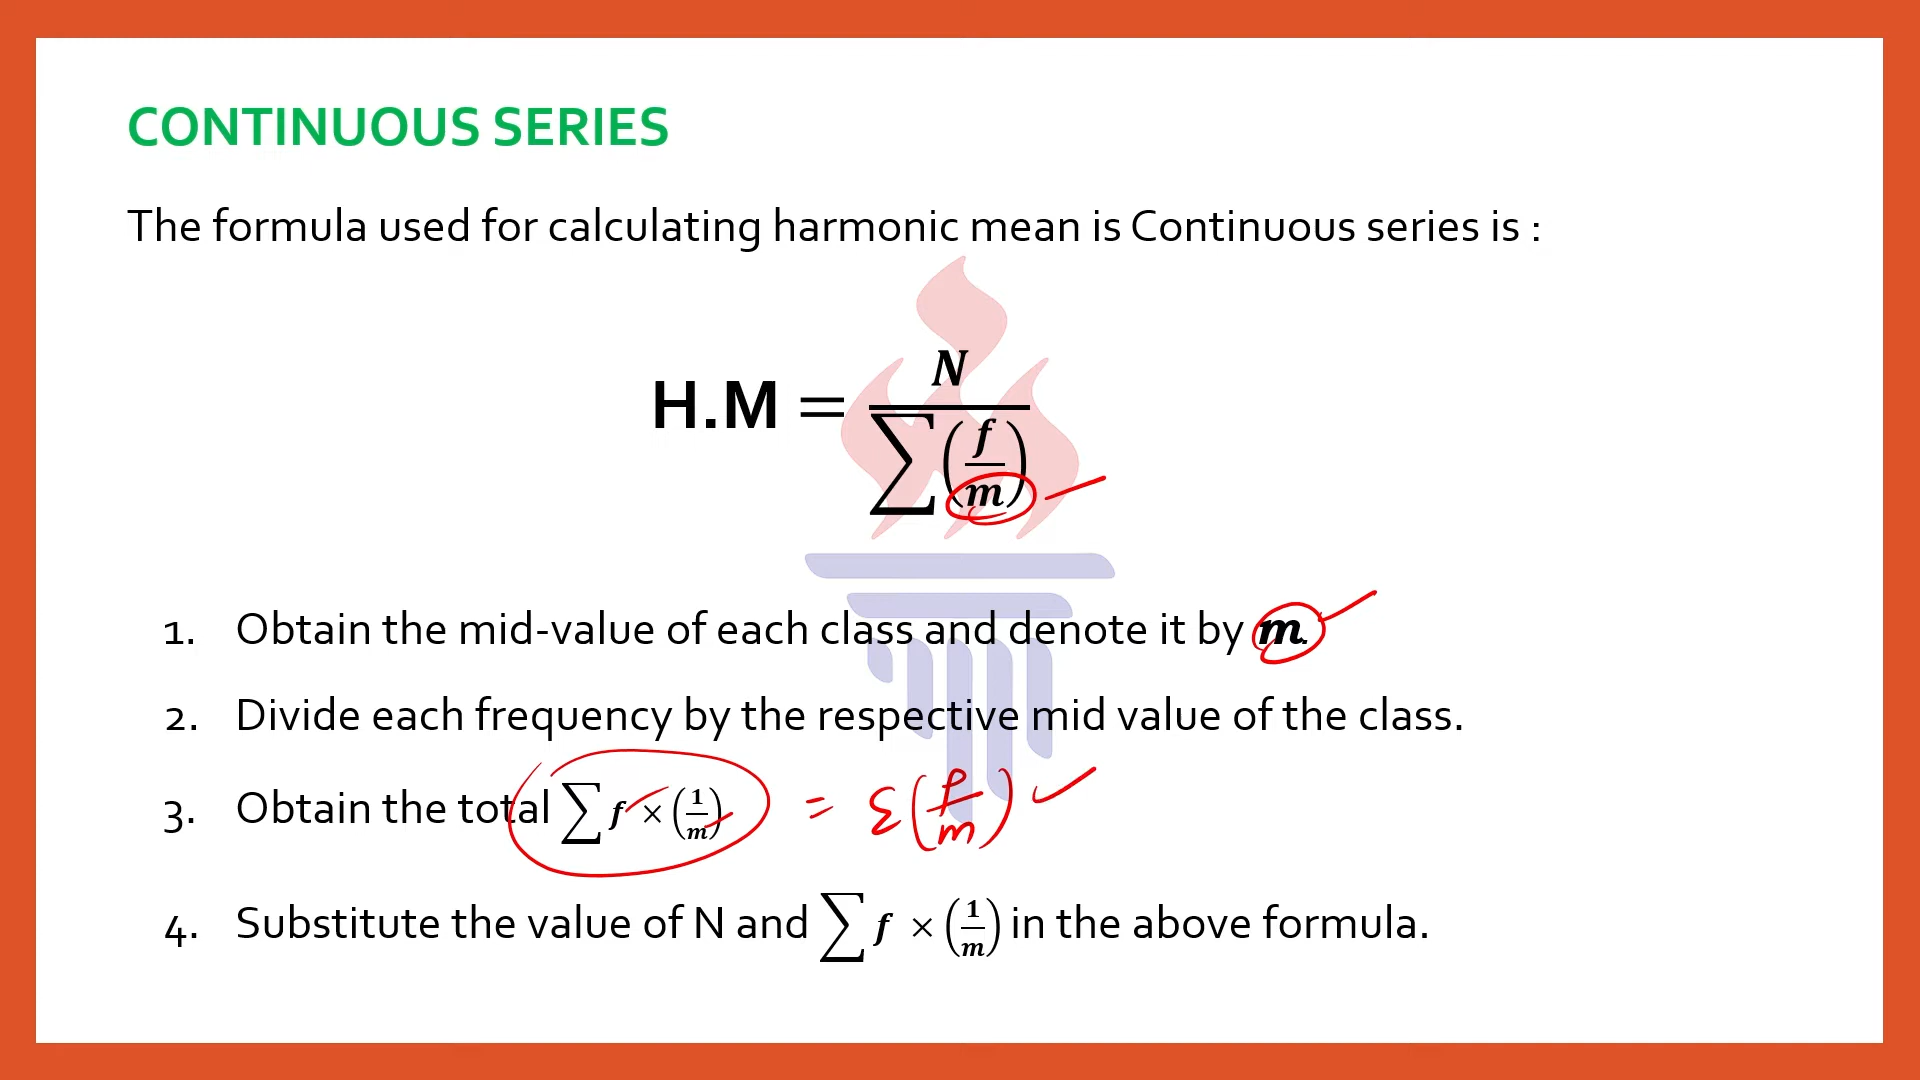 CONTINUOUS SERIES
The formula used for calculating harmonic mean is Continuous series is :
H.M = N / ∑(f/m)
1. Obtain the mid-value of each class and denote it by m.
2. Divide each frequency by the respective mid value of the class.
3. Obtain the total ∑ f × (1/m) = Σ(f/m)
4. Substitute the value of N and ∑ f × (1/m) in the above formula.